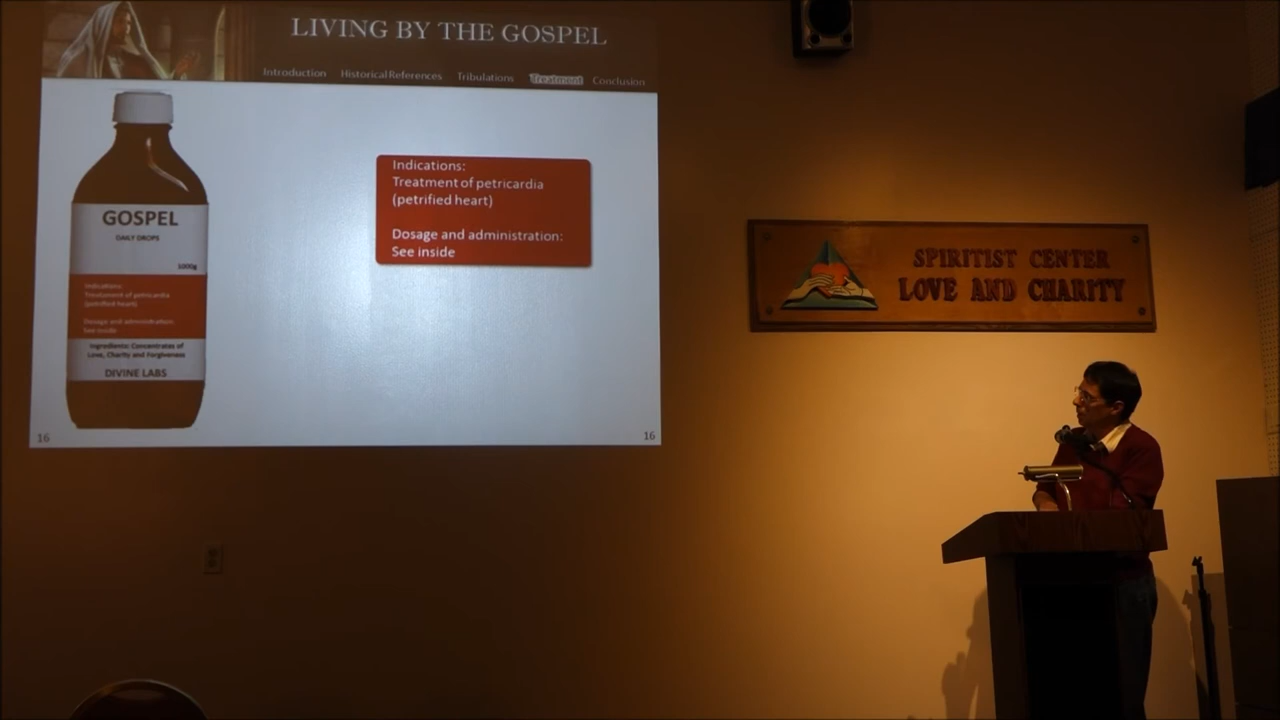 LIVING BY THE GOSPEL
Introduction Historical References Tribulations Treatment Conclusion
GOSPEL
DAILY DROPS
1000g
Indications:
Treatament of petricardia
(petrified heart)
Dosage and administration:
See inside
Ingredients: Concentrates of
Love, Charity and Forgiveness
DIVINE LABS
Indications:
Treatment of petricardia
(petrified heart)
Dosage and administration:
See inside
16 16
SPIRITIST CENTER
LOVE AND CHARITY